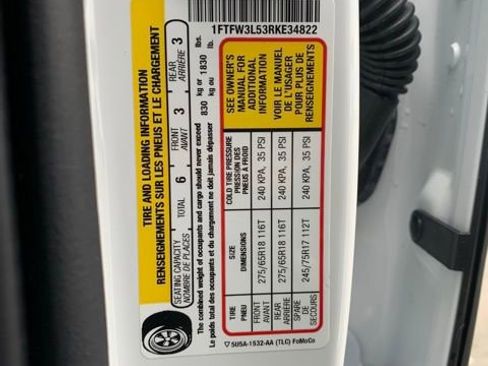 1FTFW3L53RKE34822
TIRE AND LOADING INFORMATION
RENSEIGNEMENTS SUR LES PNEUS ET LE CHARGEMENT
SEATING CAPACITY
NOMBRE DE PLACES
TOTAL 6
FRONT
AVANT 3
REAR
ARRIÈRE 3
The combined weight of occupants and cargo should never exceed 830 kg or 1830 lbs.
Le poids total des occupants et du chargement ne doit jamais dépasser 830 kg ou 1830 lb.
TIRE
PNEU
SIZE
DIMENSIONS
COLD TIRE PRESSURE
PRESSION DES
PNEUS À FROID
FRONT
AVANT
275/65R18 116T
240 KPA, 35 PSI
REAR
ARRIÈRE
275/65R18 116T
240 KPA, 35 PSI
SPARE
DE
SECOURS
245/75R17 112T
240 KPA, 35 PSI
SEE OWNER'S
MANUAL FOR
ADDITIONAL
INFORMATION
VOIR LE MANUEL
DE L'USAGER
POUR PLUS DE
RENSEIGNEMENTS
5U5A-1532-AA (TLC) FoMoCo